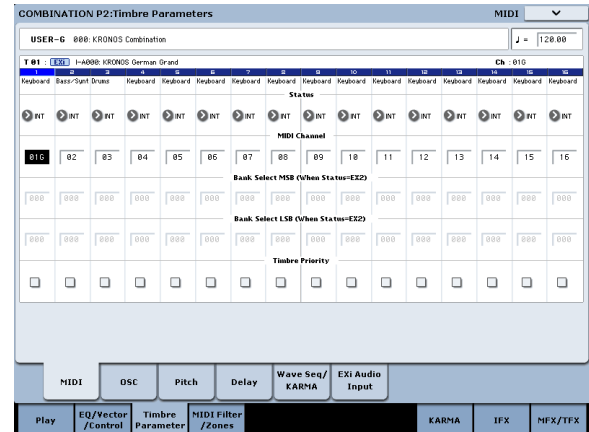 COMBINATION P2:Timbre Parameters MIDI
USER-G 000: KRONOS Combination ♩= 120.00
T 01 : EXi I-A000: KRONOS German Grand Ch : 01G
1 2 3 4 5 6 7 8 9 10 11 12 13 14 15 16
Keyboard Bass/Synt Drums Keyboard Keyboard Keyboard Keyboard Keyboard Keyboard Keyboard Keyboard Keyboard Keyboard Keyboard Keyboard Keyboard
Status
INT INT INT INT INT INT INT INT INT INT INT INT INT INT INT INT
MIDI Channel
01G 02 03 04 05 06 07 08 09 10 11 12 13 14 15 16
Bank Select MSB (When Status=EX2)
000 000 000 000 000 000 000 000 000 000 000 000 000 000 000 000
Bank Select LSB (When Status=EX2)
000 000 000 000 000 000 000 000 000 000 000 000 000 000 000 000
Timbre Priority
MIDI OSC Pitch Delay Wave Seq/ KARMA EXi Audio Input
Play EQ/Vector /Control Timbre Parameter MIDI Filter /Zones KARMA IFX MFX/TFX